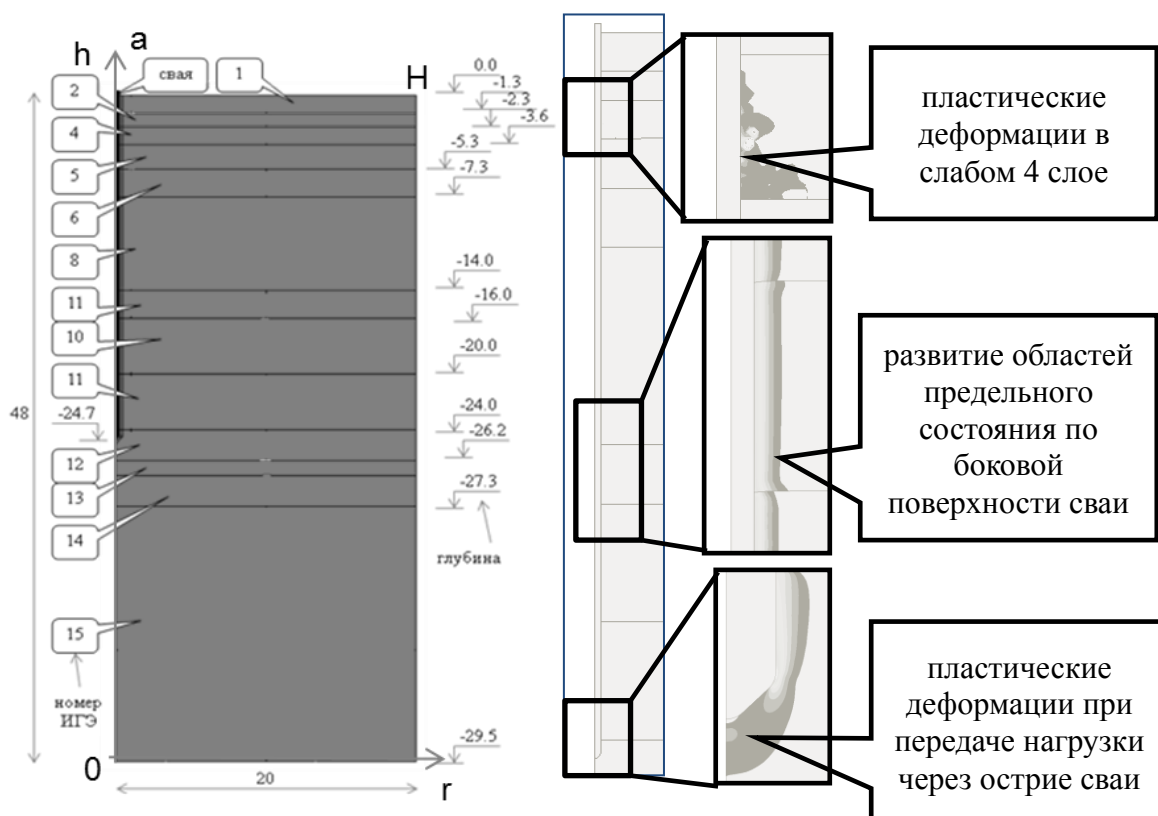 h
a
свая
1
H
2
4
5
6
8
11
10
11
-24.7
12
13
14
15
48
номер
ИГЭ
0
20
r
0.0
-1.3
-2.3
-3.6
-5.3
-7.3
-14.0
-16.0
-20.0
-24.0
-26.2
-27.3
глубина
-29.5
пластические
деформации в
слабом 4 слое
развитие областей
предельного
состояния по
боковой
поверхности сваи
пластические
деформации при
передаче нагрузки
через острие сваи